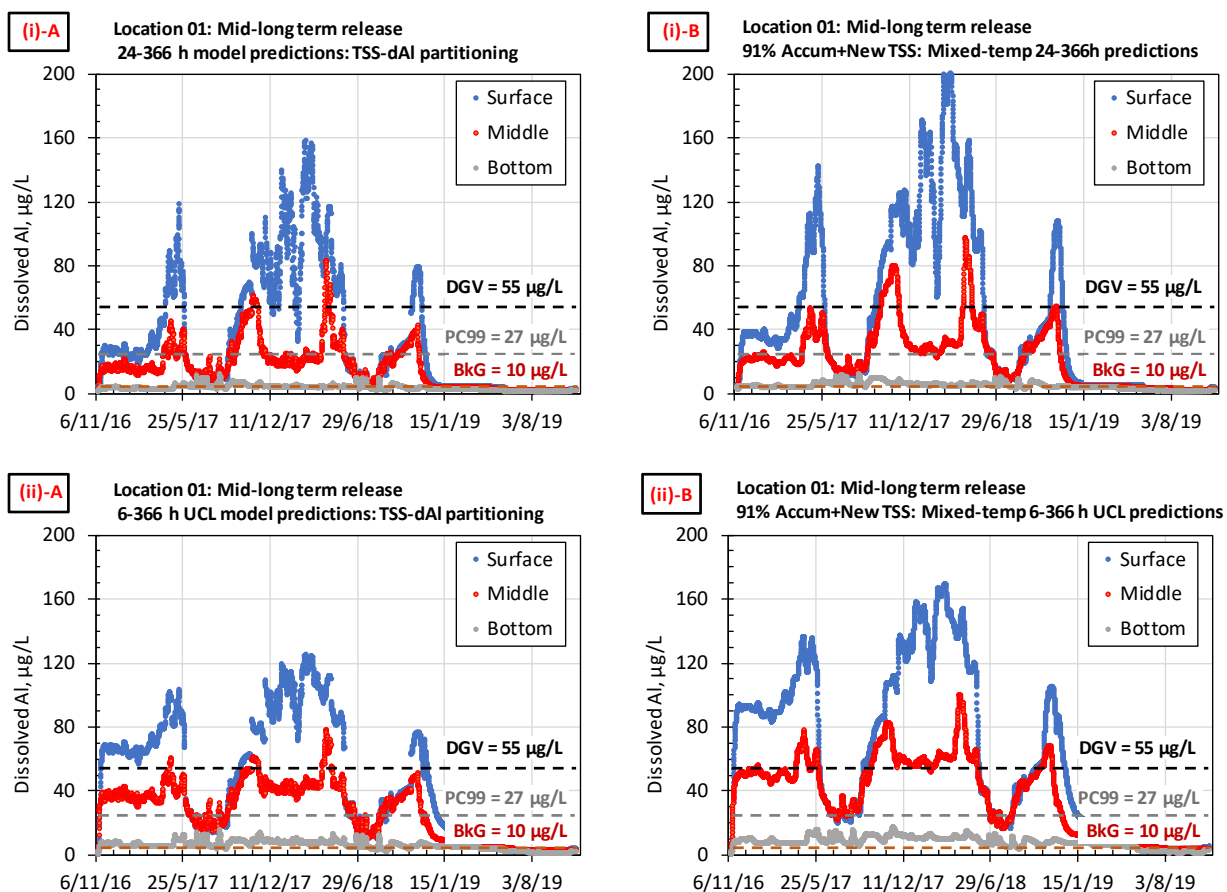 (i)-A
Location 01: Mid-long term release
24-366 h model predictions: TSS-dAl partitioning
Dissolved Al, µg/L
200
160
120
80
40
0
Surface
Middle
Bottom
DGV = 55 µg/L
PC99 = 27 µg/L
BkG = 10 µg/L
6/11/16 25/5/17 11/12/17 29/6/18 15/1/19 3/8/19
(i)-B
Location 01: Mid-long term release
91% Accum+New TSS: Mixed-temp 24-366h predictions
Dissolved Al, µg/L
200
160
120
80
40
0
Surface
Middle
Bottom
DGV = 55 µg/L
PC99 = 27 µg/L
BkG = 10 µg/L
6/11/16 25/5/17 11/12/17 29/6/18 15/1/19 3/8/19
(ii)-A
Location 01: Mid-long term release
6-366 h UCL model predictions: TSS-dAl partitioning
Dissolved Al, µg/L
200
160
120
80
40
0
Surface
Middle
Bottom
DGV = 55 µg/L
PC99 = 27 µg/L
BkG = 10 µg/L
6/11/16 25/5/17 11/12/17 29/6/18 15/1/19 3/8/19
(ii)-B
Location 01: Mid-long term release
91% Accum+New TSS: Mixed-temp 6-366 h UCL predictions
Dissolved Al, µg/L
200
160
120
80
40
0
Surface
Middle
Bottom
DGV = 55 µg/L
PC99 = 27 µg/L
BkG = 10 µg/L
6/11/16 25/5/17 11/12/17 29/6/18 15/1/19 3/8/19